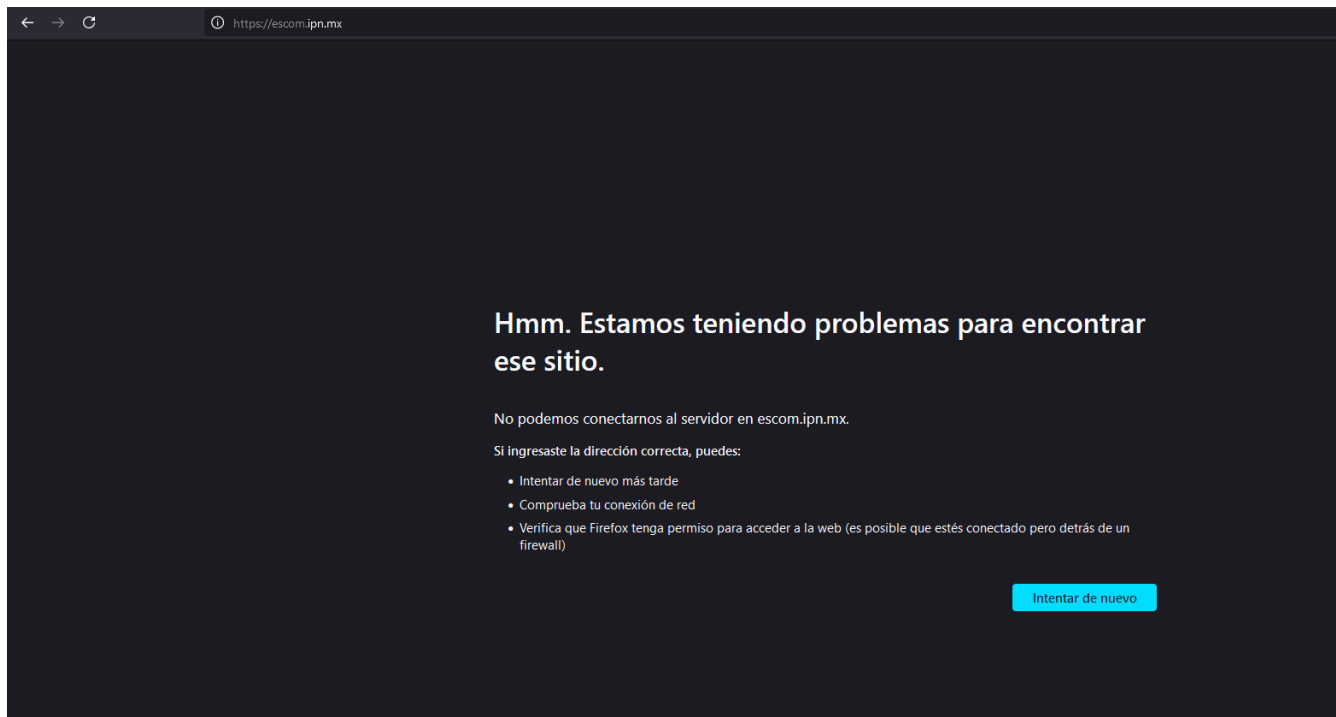 https://escom.ipn.mx
Hmm. Estamos teniendo problemas para encontrar
ese sitio.
No podemos conectarnos al servidor en escom.ipn.mx.
Si ingresaste la dirección correcta, puedes:
• Intentar de nuevo más tarde
• Comprueba tu conexión de red
• Verifica que Firefox tenga permiso para acceder a la web (es posible que estés conectado pero detrás de un
firewall)
Intentar de nuevo